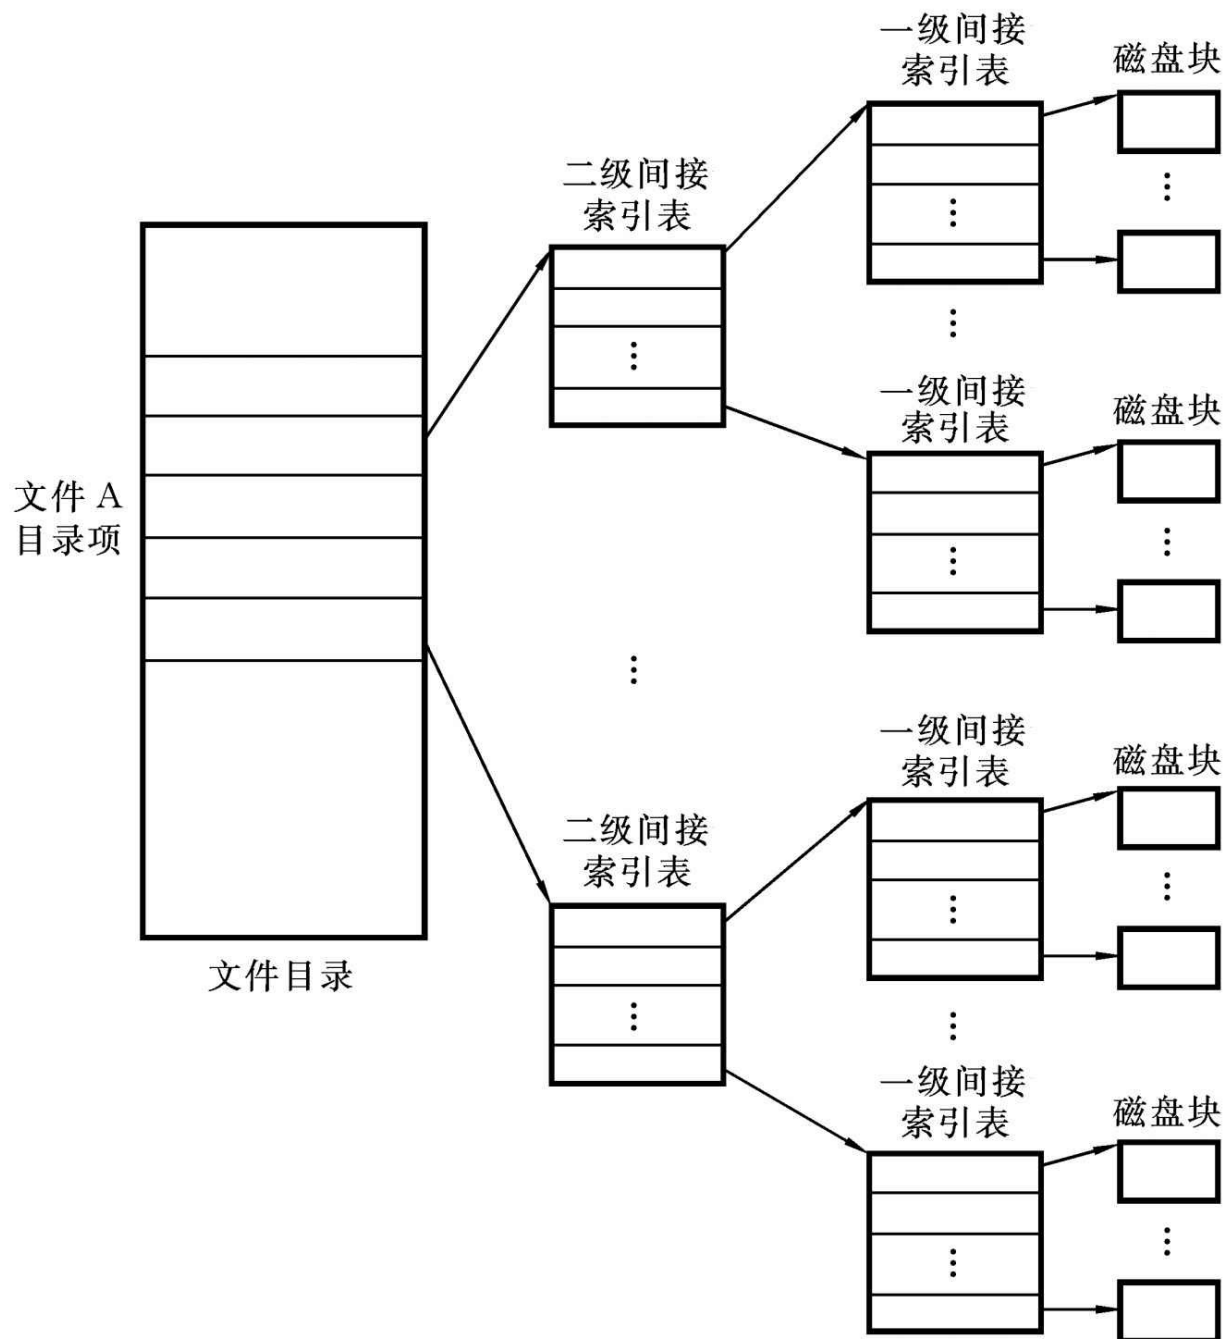 一级间接
索引表
磁盘块
二级间接
索引表
一级间接
索引表
磁盘块
文件 A
目录项
一级间接
索引表
磁盘块
二级间接
索引表
文件目录
一级间接
索引表
磁盘块